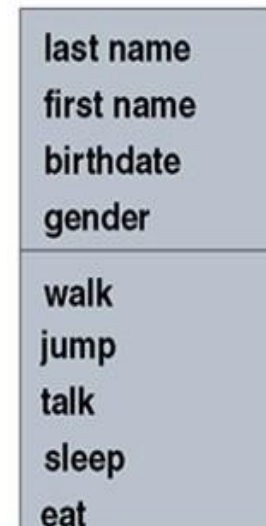 last name
first name
birthdate
gender
walk
jump
talk
sleep
eat